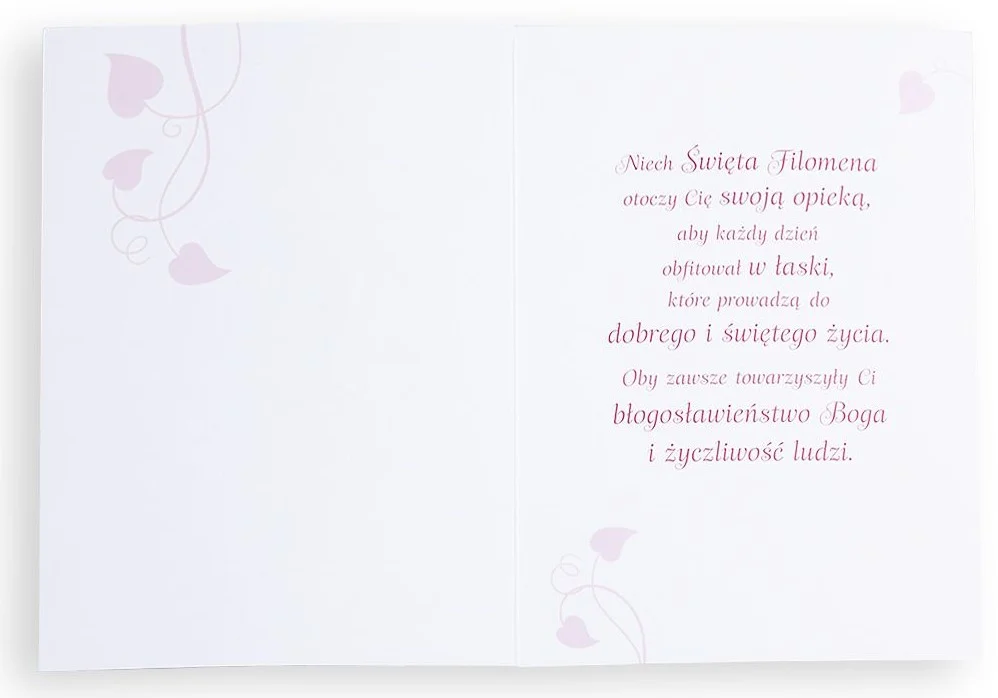 Niech Święta Filomena
otoczy Cię swoją opieką,
aby każdy dzień
obfitował w łaski,
które prowadzą do
dobrego i świętego życia.
Oby zawsze towarzyszyły Ci
błogosławieństwo Boga
i życzliwość ludzi.